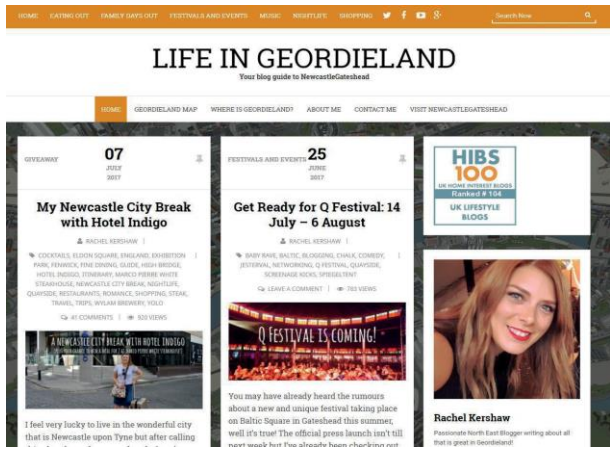 HOME EATING OUT FAMILY DAYS OUT FESTIVALS AND EVENTS MUSIC NIGHTLIFE SHOPPING
Search Now
LIFE IN GEORDIELAND
Your blog guide to NewcastleGateshead
HOME GEORDIELAND MAP WHERE IS GEORDIELAND? ABOUT ME CONTACT ME VISIT NEWCASTLEGATESHEAD
GIVEAWAY
07
JULY
2017
My Newcastle City Break
with Hotel Indigo
RACHEL KERSHAW |
COCKTAILS, ELDON SQUARE, ENGLAND, EXHIBITION
PARK, FENWICK, FINE DINING, GUIDE, HIGH-BRIDGE,
HOTEL INDIGO, ITINERARY, MARCO PIERRE WHITE
STEAKHOUSE, NEWCASTLE CITY BREAK, NIGHTLIFE,
QUAYSIDE, RESTAURANTS, ROMANCE, SHOPPING, STEAK,
TRAVEL, TRIPS, WYLAM BREWERY, YOLO
41 COMMENTS | 920 VIEWS
A NEWCASTLE CITY BREAK WITH HOTEL INDIGO
I feel very lucky to live in the wonderful city
that is Newcastle upon Tyne but after calling
FESTIVALS AND EVENTS
25
JUNE
2017
Get Ready for Q Festival: 14
July – 6 August
RACHEL KERSHAW |
BABY RAVE, BALTIC, BLOGGING, CHALK, COMEDY,
JESTERVAL, NETWORKING, Q FESTIVAL, QUAYSIDE,
SCREENAGE KICKS, SPIEGELTENT
LEAVE A COMMENT | 783 VIEWS
Q FESTIVAL IS COMING!
You may have already heard the rumours
about a new and unique festival taking place
on Baltic Square in Gateshead this summer,
well it's true! The official press launch isn't till
next week but I've already been checking out
HIBS
100
UK HOME INTEREST BLOGS
Ranked # 104
UK LIFESTYLE
BLOGS
Rachel Kershaw
Passionate North East Blogger writing about all
that is great in Geordieland!